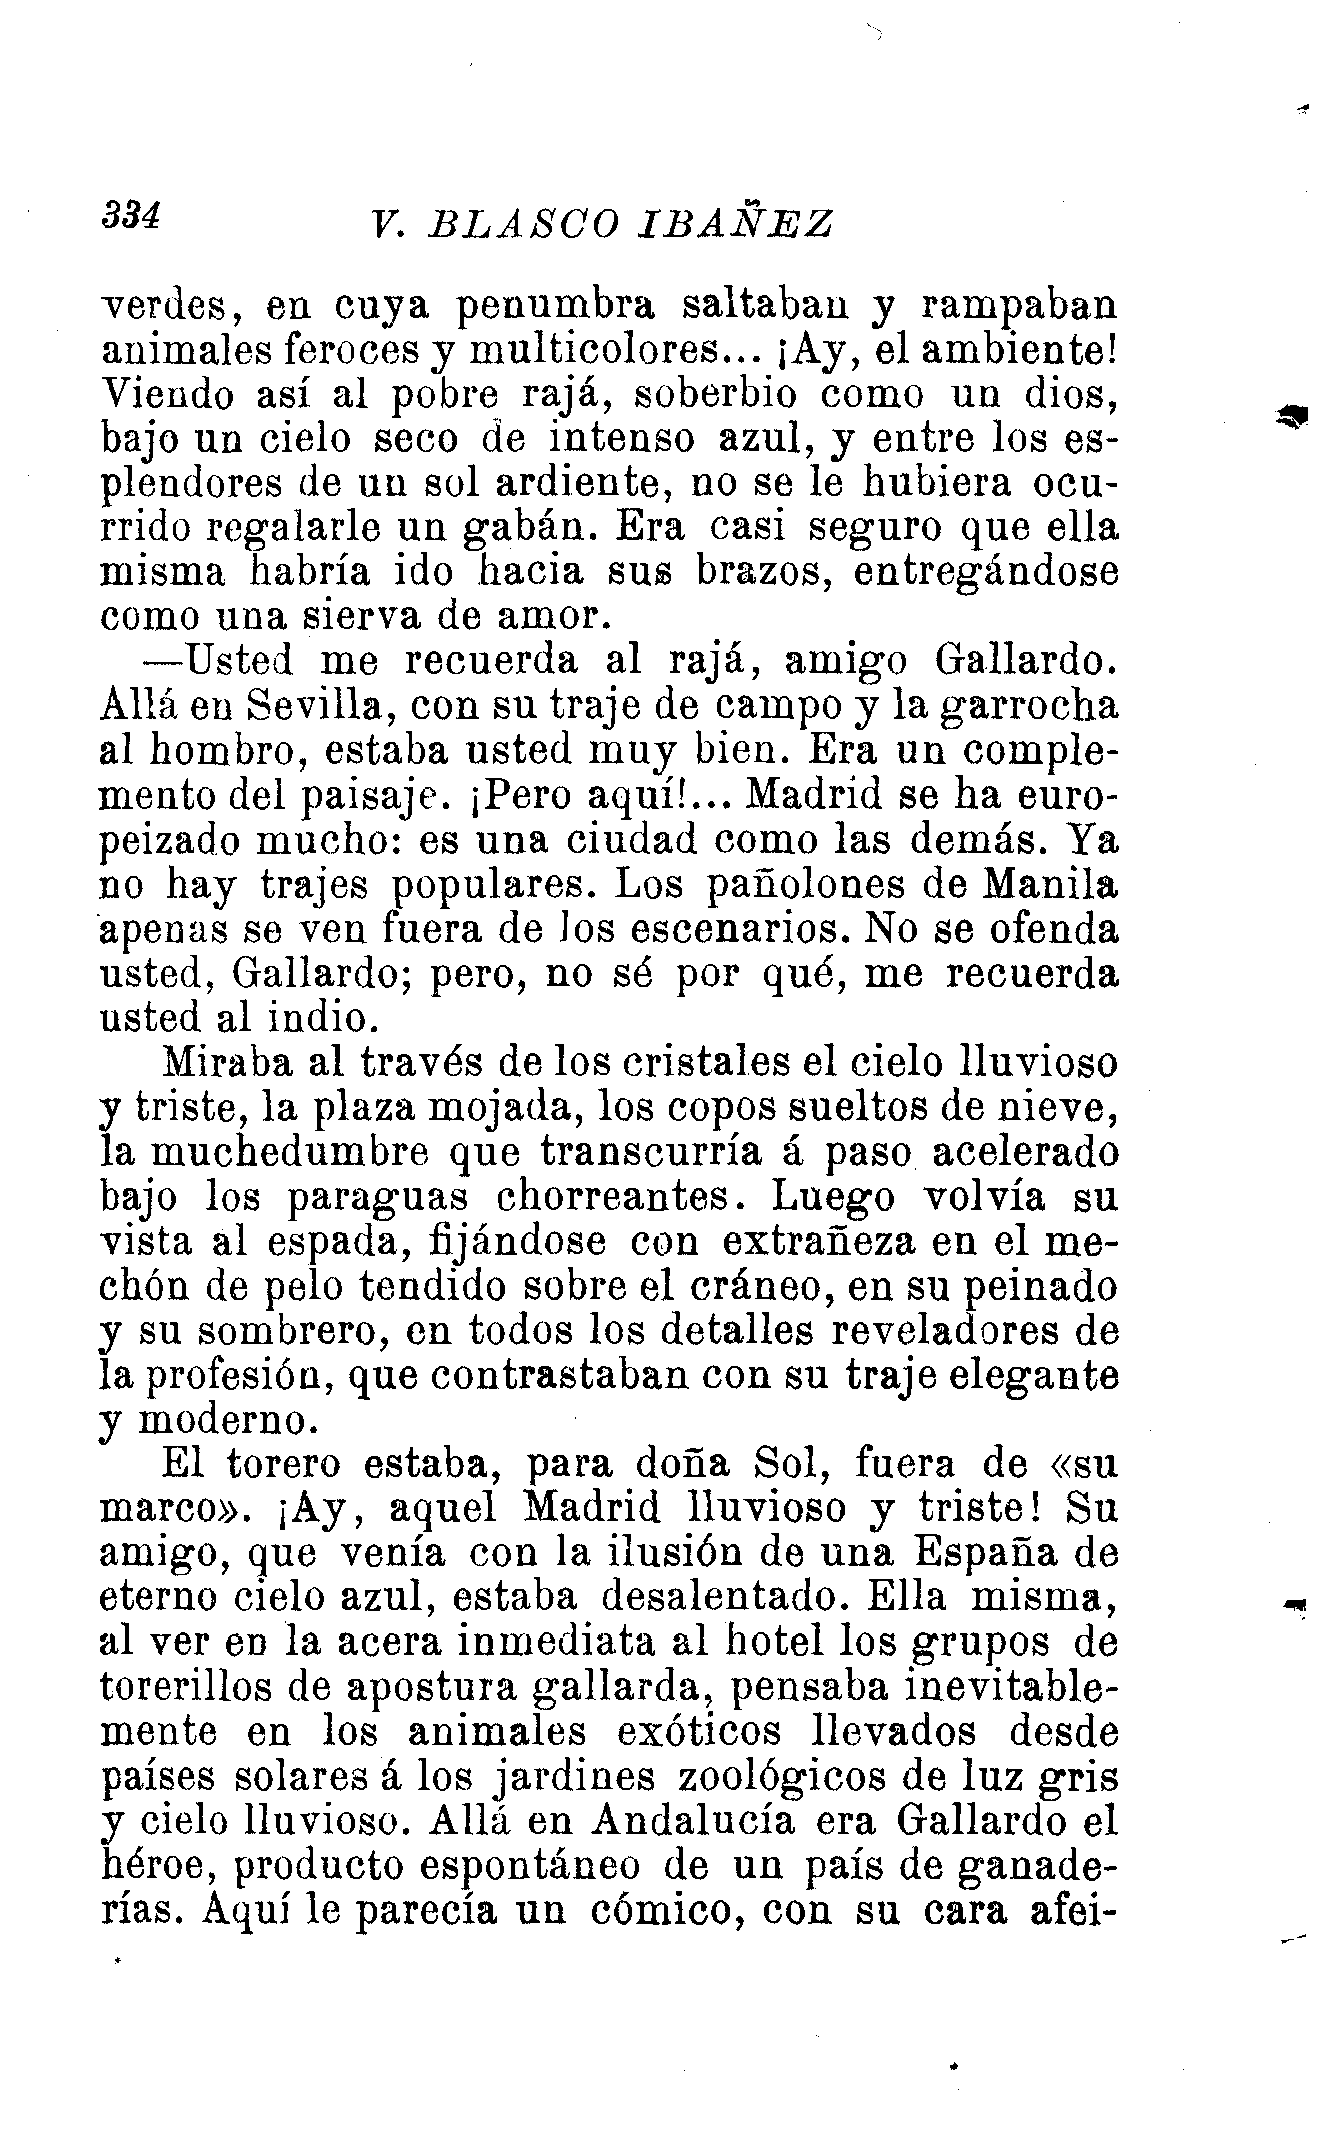 334
V. BLASCO IBAÑEZ
verdes, en cuya penumbra saltaban y rampaban
animales feroces y multicolores... ¡Ay, el ambiente!
Viendo así al pobre rajá, soberbio como un dios,
bajo un cielo seco de intenso azul, y entre los es-
plendores de un sol ardiente, no se le hubiera ocu-
rrido regalarle un gabán. Era casi seguro que ella
misma habría ido hacia sus brazos, entregándose
como una sierva de amor.
—Usted me recuerda al rajá, amigo Gallardo.
Allá en Sevilla, con su traje de campo y la garrocha
al hombro, estaba usted muy bien. Era un comple-
mento del paisaje. ¡Pero aquí!... Madrid se ha euro-
peizado mucho: es una ciudad como las demás. Ya
no hay trajes populares. Los pañolones de Manila
apenas se ven fuera de los escenarios. No se ofenda
usted, Gallardo; pero, no sé por qué, me recuerda
usted al indio.
Miraba al través de los cristales el cielo lluvioso
y triste, la plaza mojada, los copos sueltos de nieve,
la muchedumbre que transcurría á paso acelerado
bajo los paraguas chorreantes. Luego volvía su
vista al espada, fijándose con extrañeza en el me-
chón de pelo tendido sobre el cráneo, en su peinado
y su sombrero, en todos los detalles reveladores de
la profesión, que contrastaban con su traje elegante
y moderno.
El torero estaba, para doña Sol, fuera de «su
marco». ¡Ay, aquel Madrid lluvioso y triste! Su
amigo, que venía con la ilusión de una España de
eterno cielo azul, estaba desalentado. Ella misma,
al ver en la acera inmediata al hotel los grupos de
torerillos de apostura gallarda, pensaba inevitable-
mente en los animales exóticos llevados desde
países solares á los jardines zoológicos de luz gris
y cielo lluvioso. Allá en Andalucía era Gallardo el
héroe, producto espontáneo de un país de ganade-
rías. Aquí le parecía un cómico, con su cara afei-